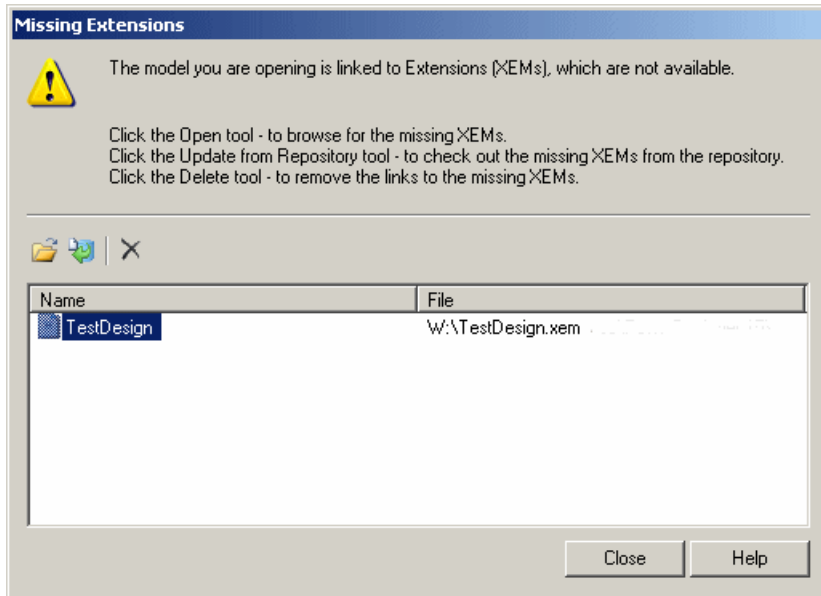 Missing Extensions
The model you are opening is linked to Extensions (XEMs), which are not available.
Click the Open tool - to browse for the missing XEMs.
Click the Update from Repository tool - to check out the missing XEMs from the repository.
Click the Delete tool - to remove the links to the missing XEMs.
Name File
TestDesign W:\TestDesign.xem
Close Help